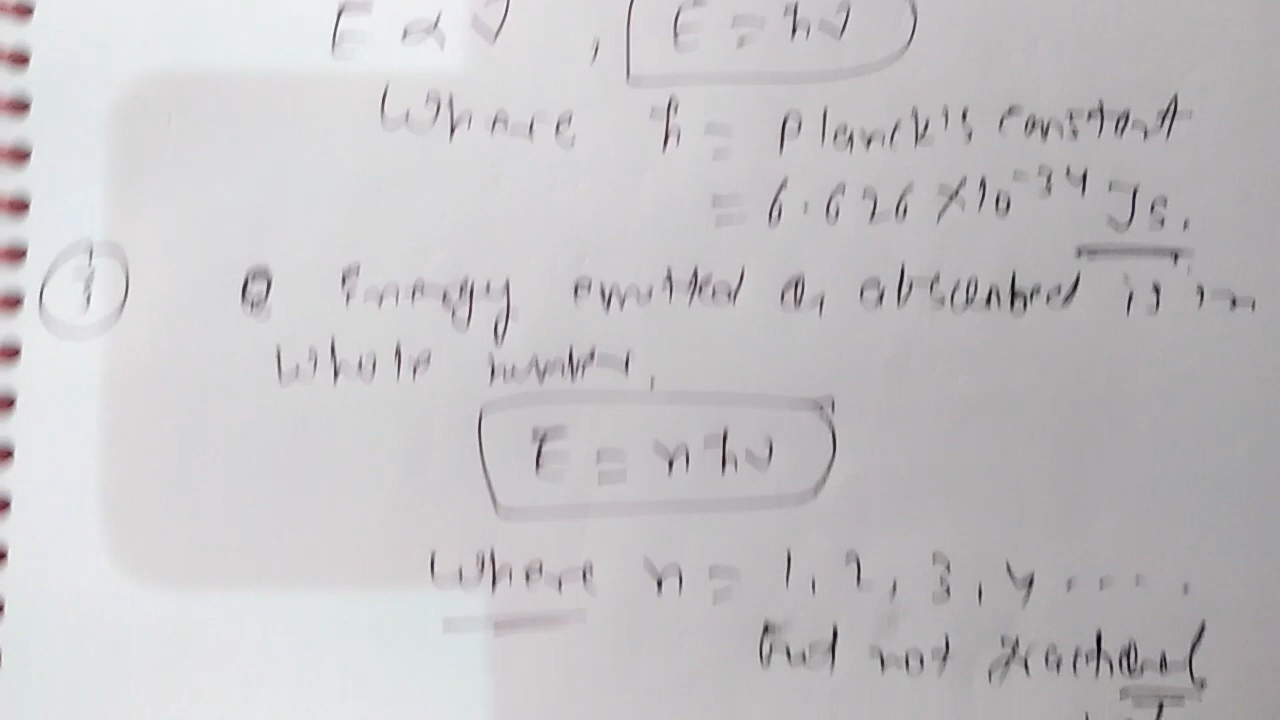 E α ν , E = hν
Where h = Planck's constant
= 6.626 × 10⁻³⁴ Js.
Energy emitted or absorbed is in
whole number.
E = nhν
Where n = 1, 2, 3, 4 .....
but not fractional